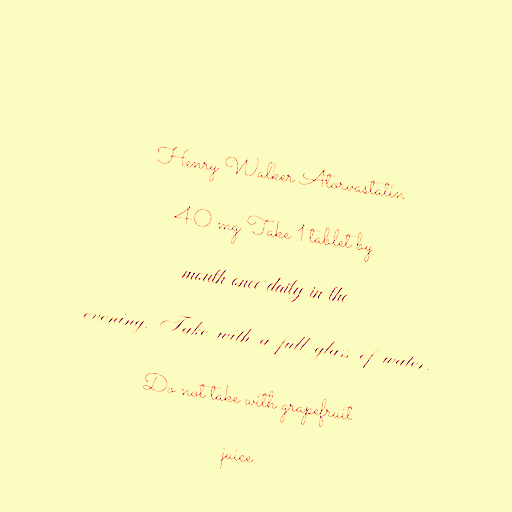 Henry Walker Atorvastatin
40 mg Take 1 tablet by
mouth once daily in the
evening. Take with a full glass of water.
Do not take with grapefruit
juice.